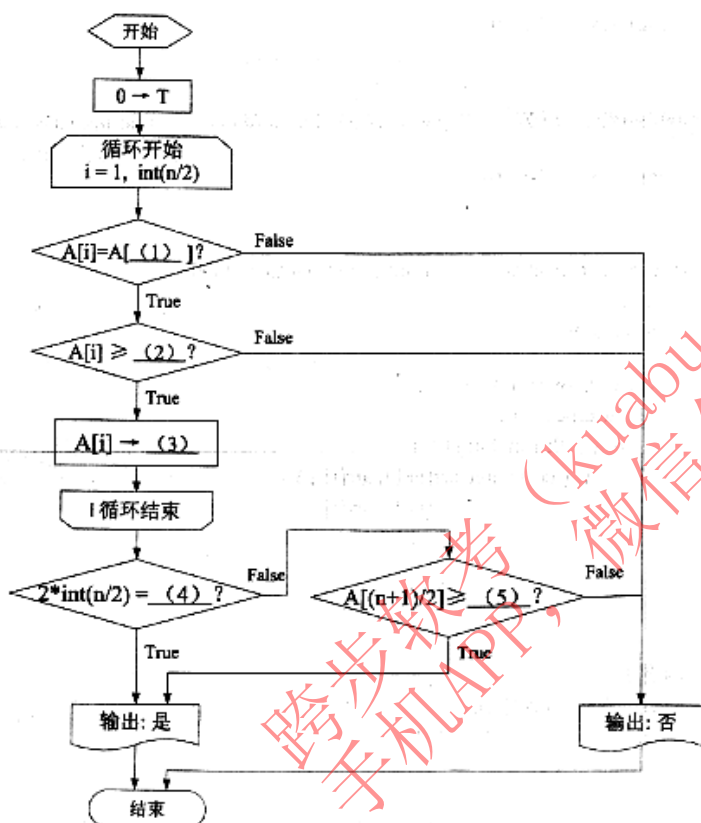 开始
0 → T
循环开始
i = 1, int(n/2)
A[i]=A[ (1) ]?
False
True
A[i] ≥ (2) ?
False
True
A[i] → (3)
I 循环结束
2*int(n/2) = (4) ?
False
A[(n+1)/2]≥ (5) ?
False
True
True
输出: 是
输出: 否
结束
跨步软考 (kuabu
手机APP, 微信